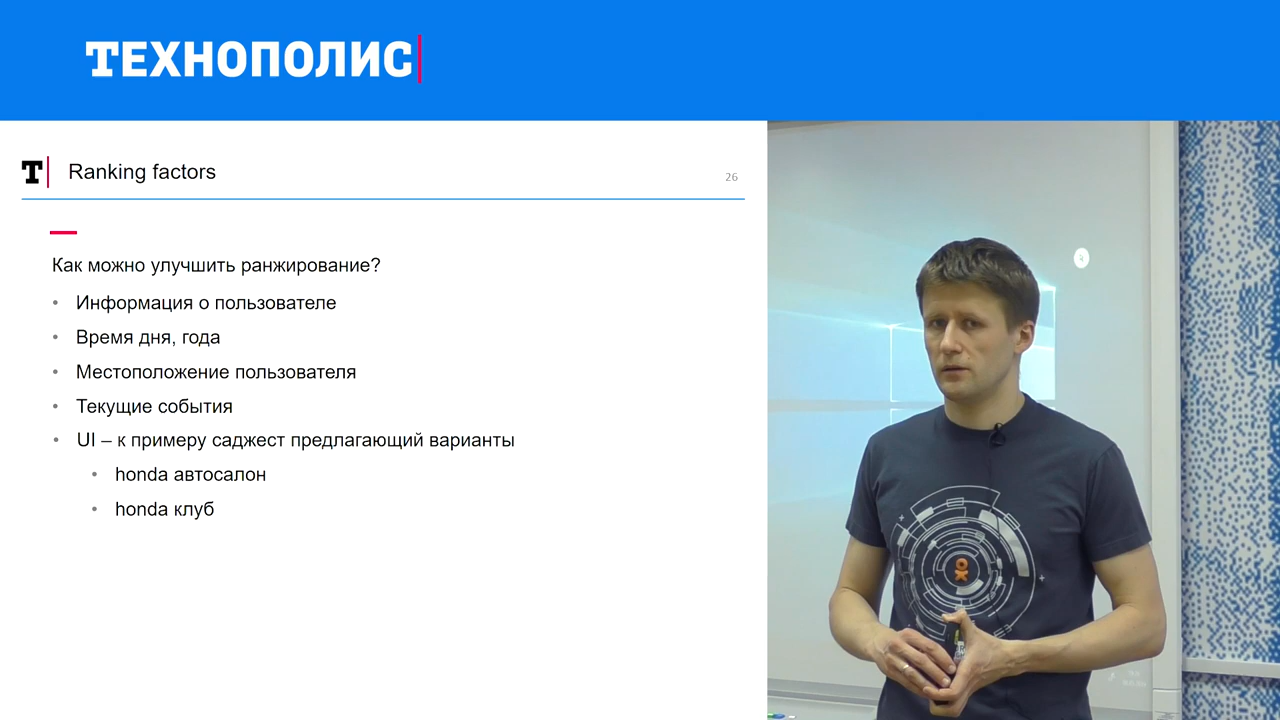 ТЕХНОПОЛИС
Т Ranking factors
26
Как можно улучшить ранжирование?
• Информация о пользователе
• Время дня, года
• Местоположение пользователя
• Текущие события
• UI – к примеру саджест предлагающий варианты
• honda автосалон
• honda клуб